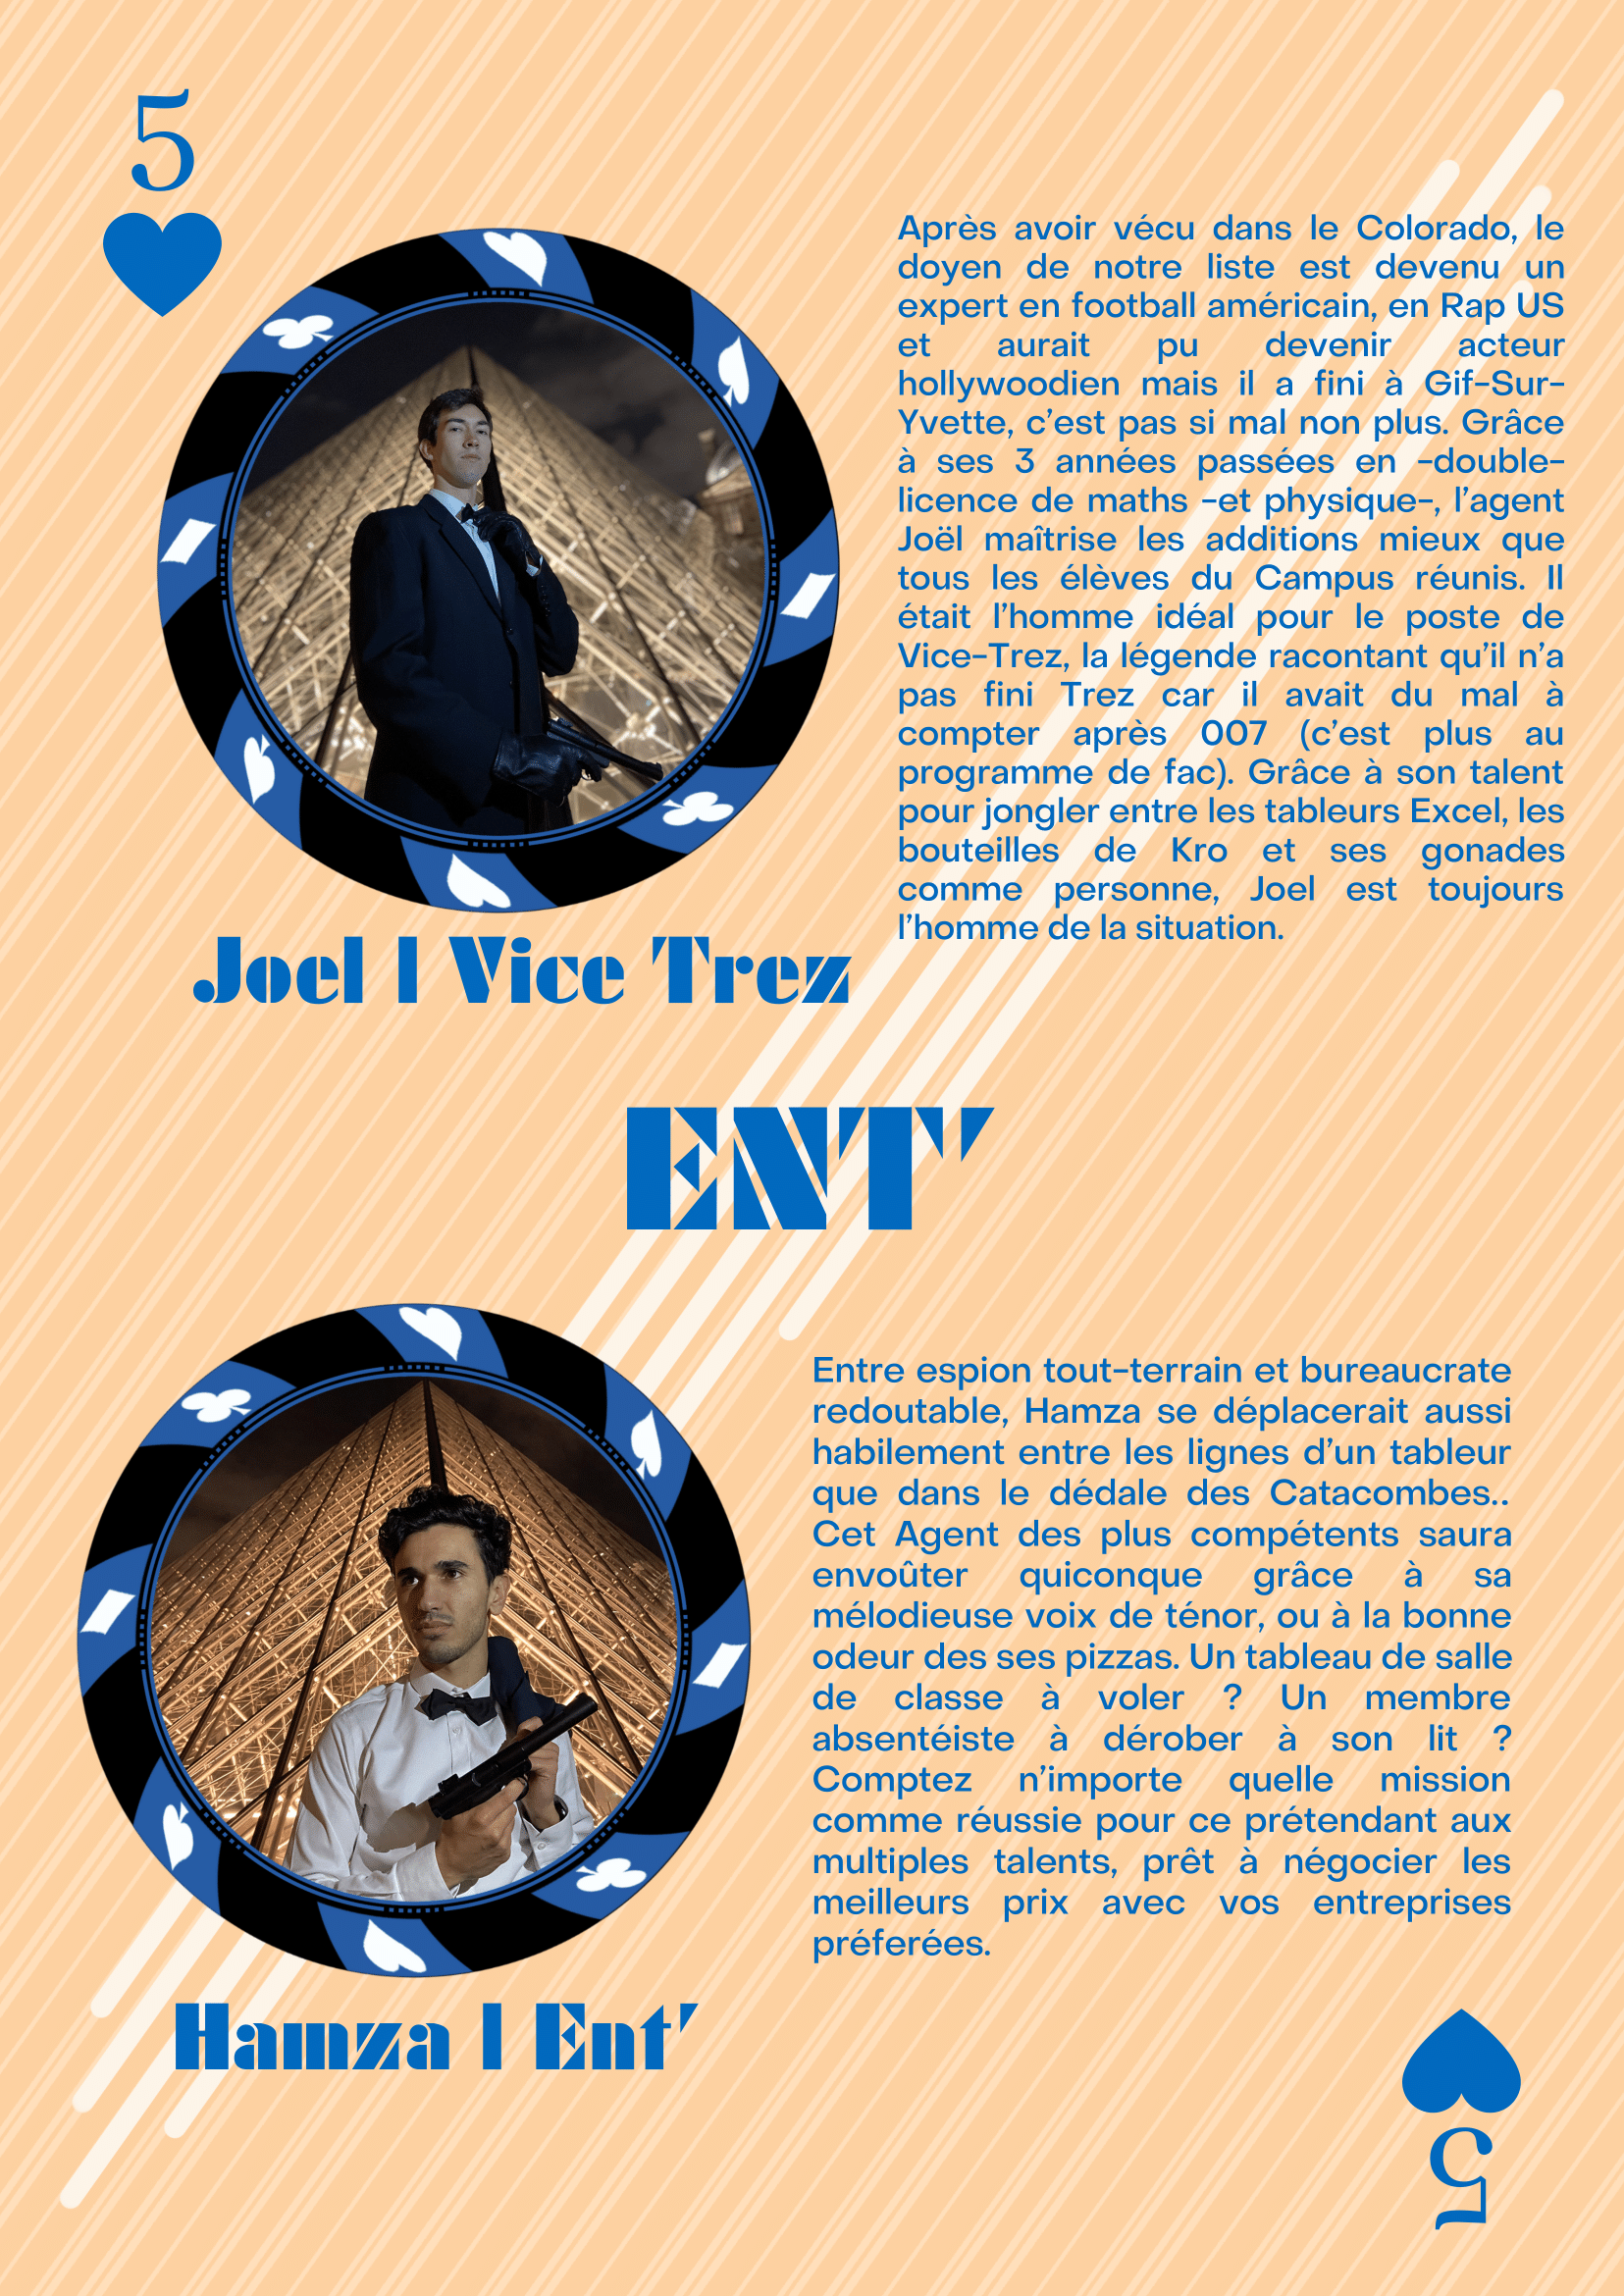 5
Après avoir vécu dans le Colorado, le
doyen de notre liste est devenu un
expert en football américain, en Rap US
et aurait pu devenir acteur
hollywoodien mais il a fini à Gif-Sur-
Yvette, c'est pas si mal non plus. Grâce
à ses 3 années passées en -double-
licence de maths -et physique-, l'agent
Joël maîtrise les additions mieux que
tous les élèves du Campus réunis. Il
était l'homme idéal pour le poste de
Vice-Trez, la légende racontant qu'il n'a
pas fini Trez car il avait du mal à
compter après 007 (c'est plus au
programme de fac). Grâce à son talent
pour jongler entre les tableurs Excel, les
bouteilles de Kro et ses gonades
comme personne, Joel est toujours
l'homme de la situation.
Joel | Vice Trez
ENT'
Entre espion tout-terrain et bureaucrate
redoutable, Hamza se déplacerait aussi
habilement entre les lignes d'un tableur
que dans le dédale des Catacombes..
Cet Agent des plus compétents saura
envoûter quiconque grâce à sa
mélodieuse voix de ténor, ou à la bonne
odeur des ses pizzas. Un tableau de salle
de classe à voler ? Un membre
absentéiste à dérober à son lit ?
Comptez n'importe quelle mission
comme réussie pour ce prétendant aux
multiples talents, prêt à négocier les
meilleurs prix avec vos entreprises
préferées.
Hamza | Ent'
5